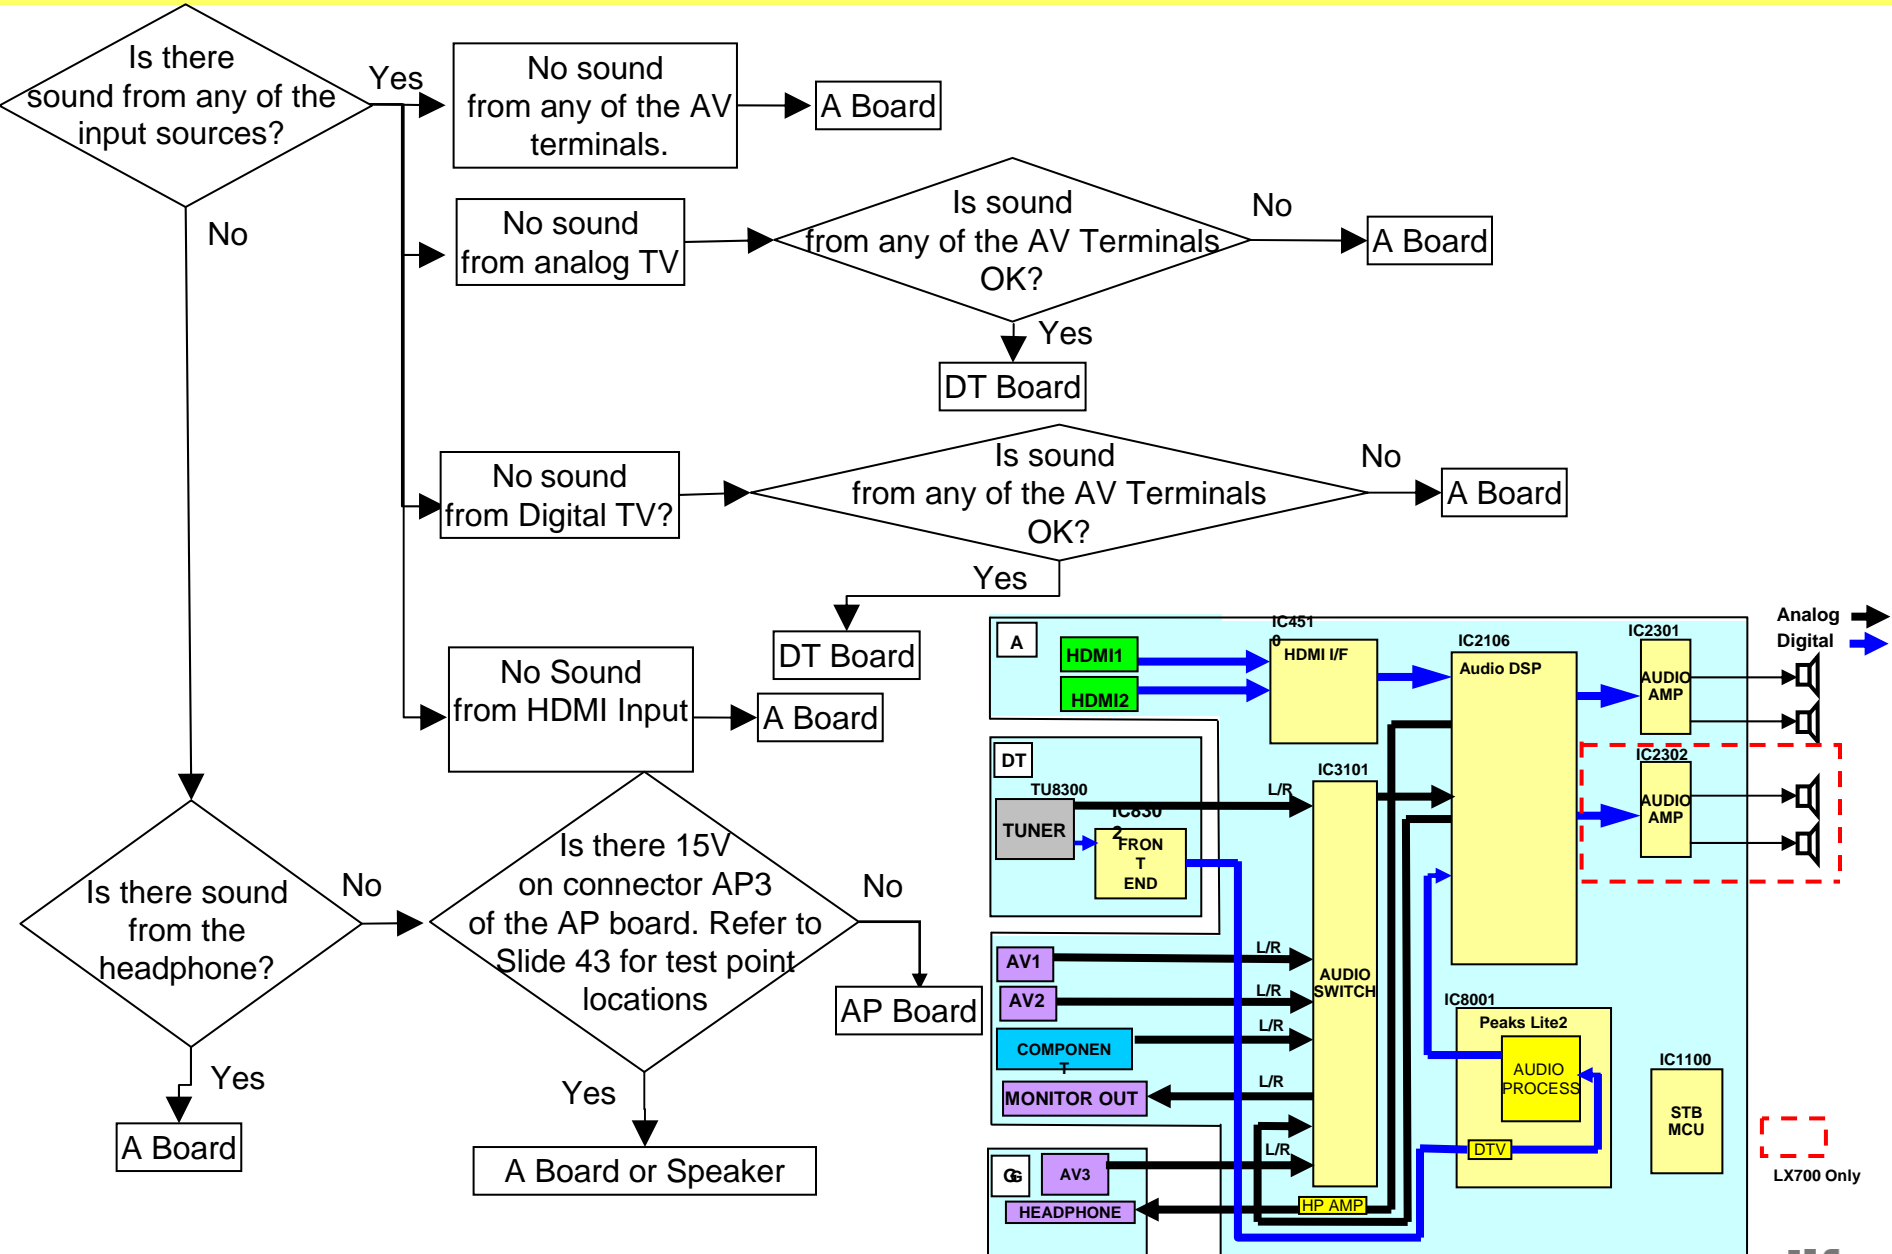 Is there
sound from any of the
input sources?
Yes
No sound
from any of the AV
terminals.
A Board
No
No sound
from analog TV
Is sound
from any of the AV Terminals
OK?
No
A Board
Yes
DT Board
No sound
from Digital TV?
Is sound
from any of the AV Terminals
OK?
No
A Board
Yes
DT Board
No Sound
from HDMI Input
A Board
Is there sound
from the
headphone?
No
Is there 15V
on connector AP3
of the AP board. Refer to
Slide 43 for test point
locations
No
AP Board
Yes
A Board
Yes
A Board or Speaker
Analog
Digital
A
HDMI1
HDMI2
IC451
0
HDMI I/F
IC2106
Audio DSP
IC2301
AUDIO
AMP
IC2302
AUDIO
AMP
DT
TU8300
TUNER
IC830
2
FRON
T
END
L/R
IC3101
AUDIO
SWITCH
AV1
L/R
AV2
L/R
COMPONEN
T
L/R
MONITOR OUT
L/R
L/R
AV3
HEADPHONE
HP AMP
IC8001
Peaks Lite2
AUDIO
PROCESS
DTV
IC1100
STB
MCU
LX700 Only